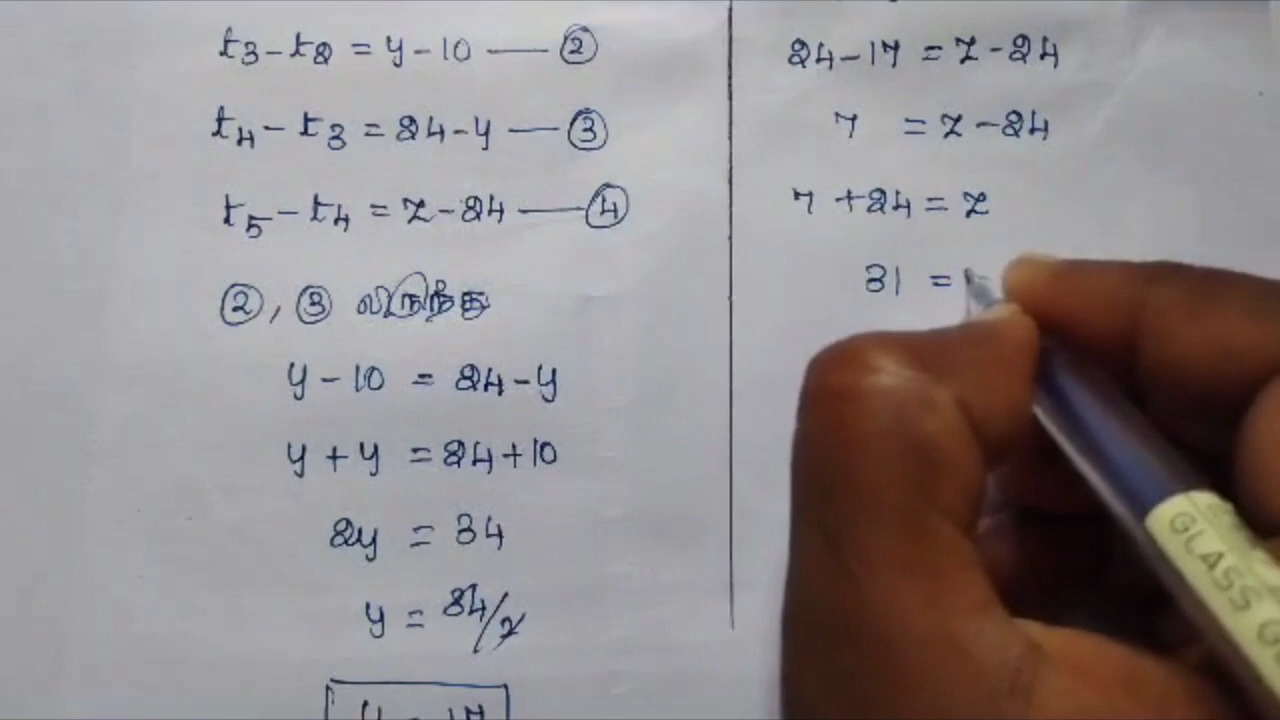 t3 - t2 = y - 10 —— ②
t4 - t3 = 24 - y —— ③
t5 - t4 = z - 24 —— ④
②, ③ லிருந்து
y - 10 = 24 - y
y + y = 24 + 10
2y = 34
y = 34/2
y = 17
24 - 17 = z - 24
7 = z - 24
7 + 24 = z
31 =
GLASS